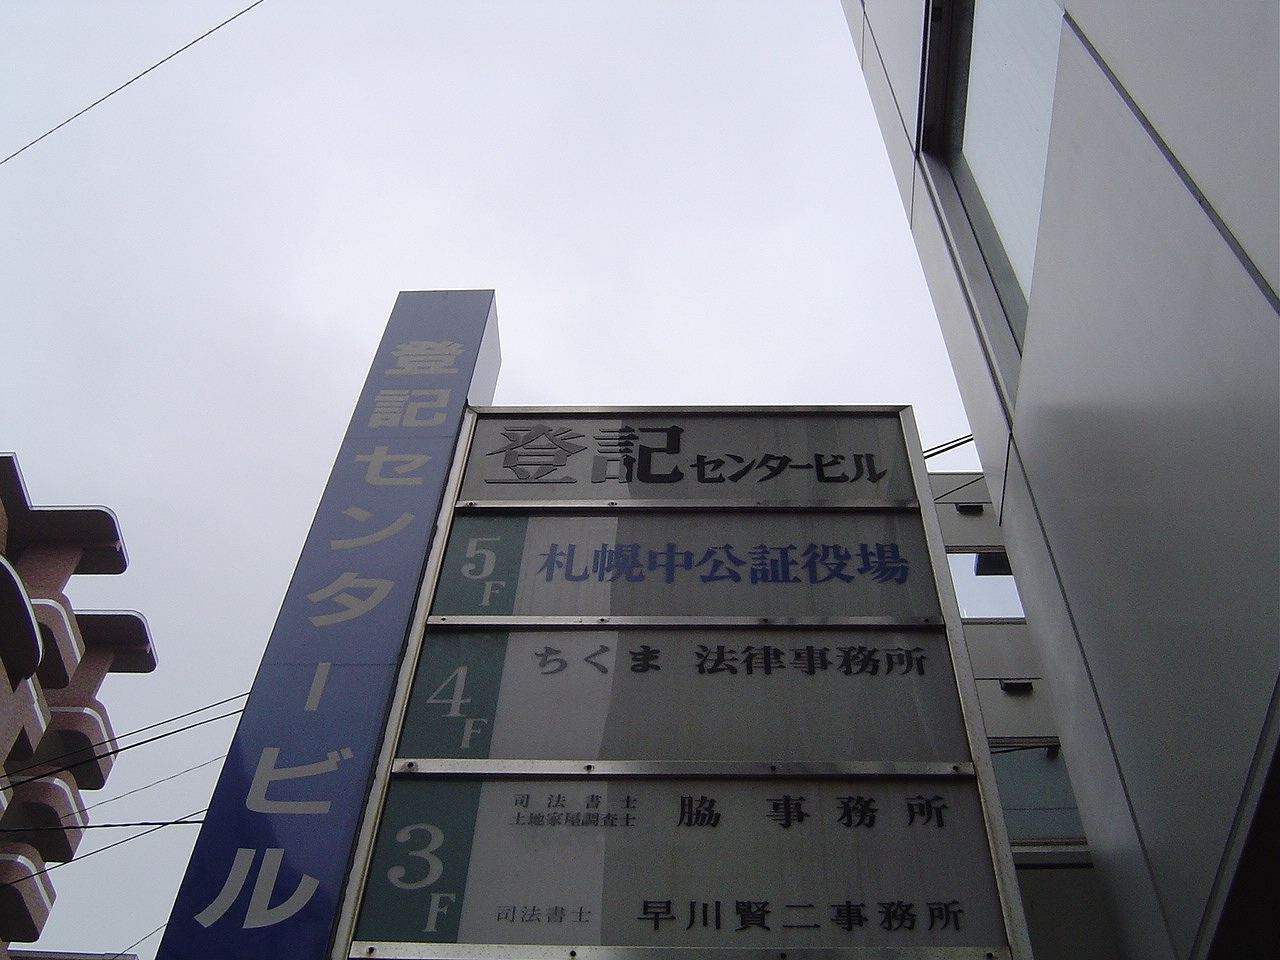 登記センタービル
登記センタービル
5F 札幌中公証役場
4F ちくま 法律事務所
3F 司法書士 土地家屋調査士 脇事務所
司法書士 早川賢二事務所